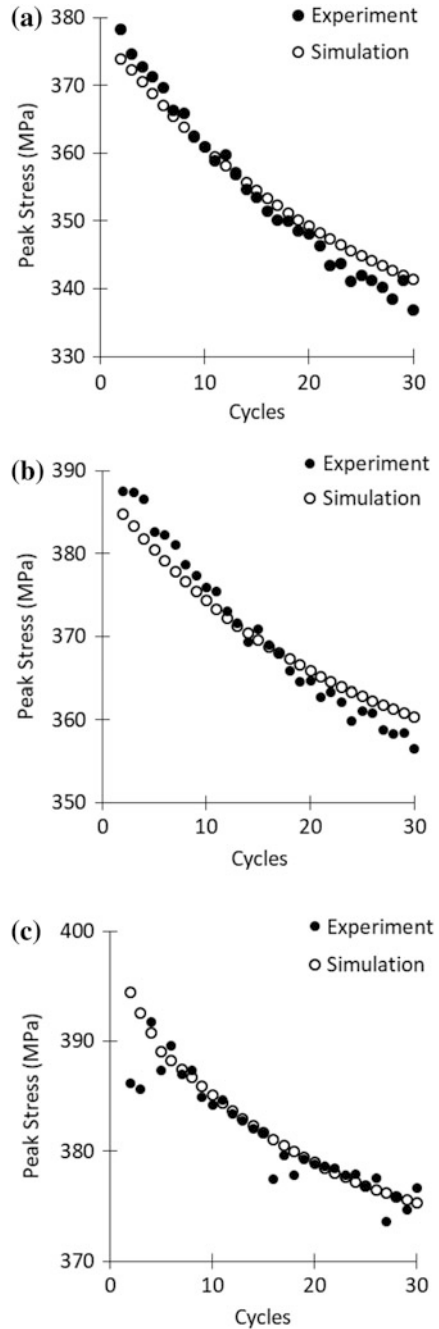 (a)
380
Experiment
Simulation
370
360
350
340
330
Peak Stress (MPa)
0
10
20
30
Cycles
(b)
390
Experiment
Simulation
380
370
360
350
Peak Stress (MPa)
0
10
20
30
Cycles
(c)
400
Experiment
Simulation
390
380
370
Peak Stress (MPa)
0
10
20
30
Cycles